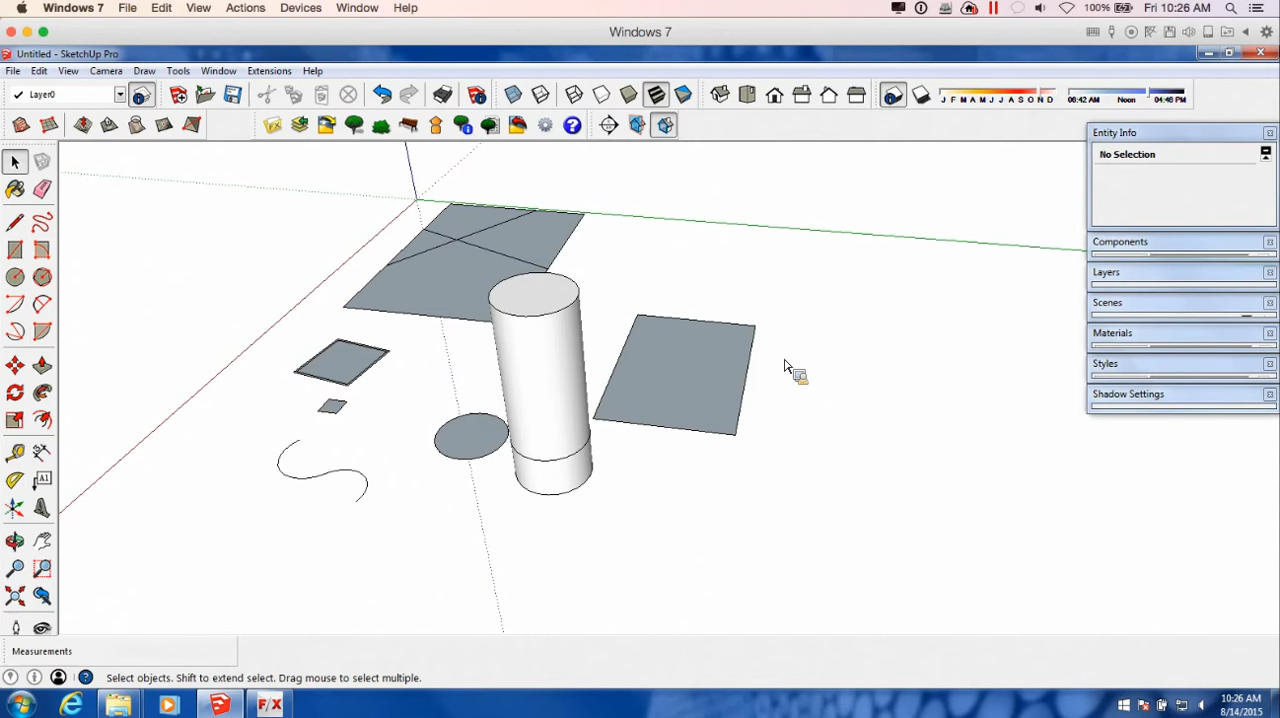 Windows 7 File Edit View Actions Devices Window Help 100% Fri 10:26 AM
Windows 7
Untitled - SketchUp Pro
File Edit View Camera Draw Tools Window Extensions Help
Layer0 J F M A M J J A S O N D 06:42 AM Noon 04:46 PM
Entity Info
No Selection
Components
Layers
Scenes
Materials
Styles
Shadow Settings
A1
Measurements
Select objects. Shift to extend select. Drag mouse to select multiple.
F/X
10:26 AM
8/14/2015